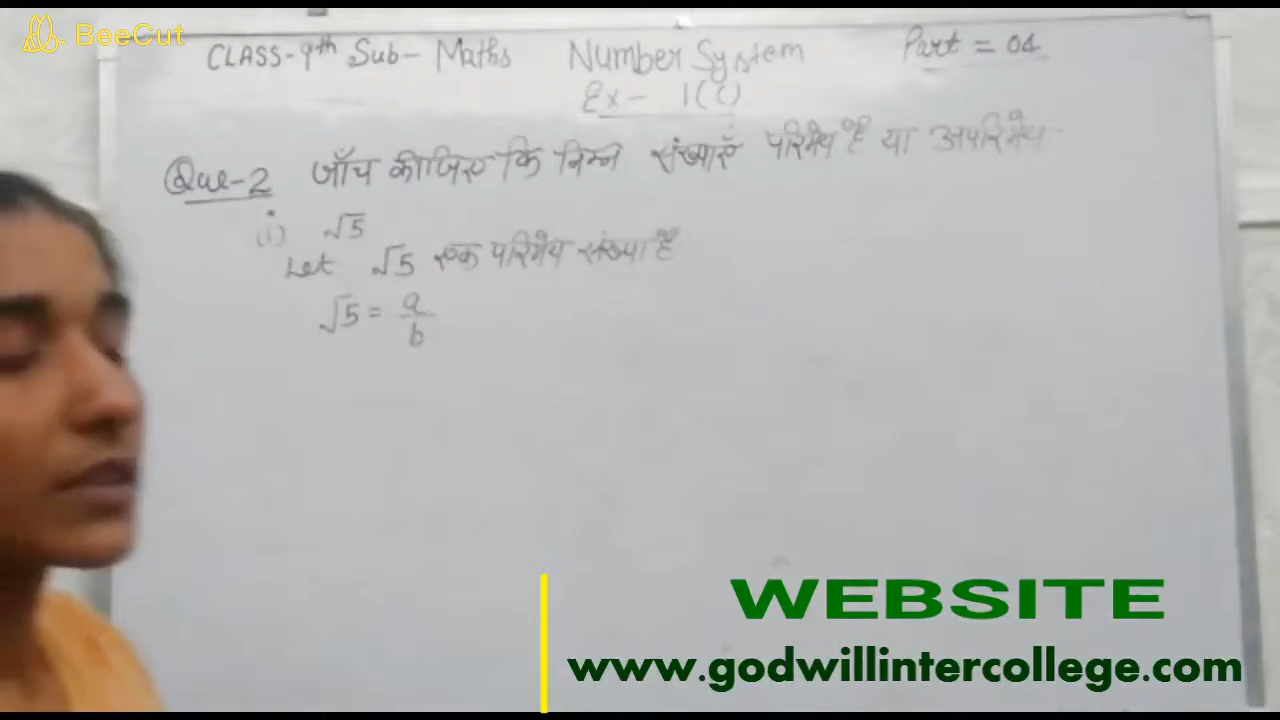 BeeCut
CLASS-9th Sub- Maths Number System Part = 04
Ex- 1(C)
Que-2 जाँच कीजिए कि निम्न संख्याएँ परिमेय है या अपरिमेय
(i) √5
Let √5 एक परिमेय संख्या है
√5 = a/b
WEBSITE
www.godwillintercollege.com